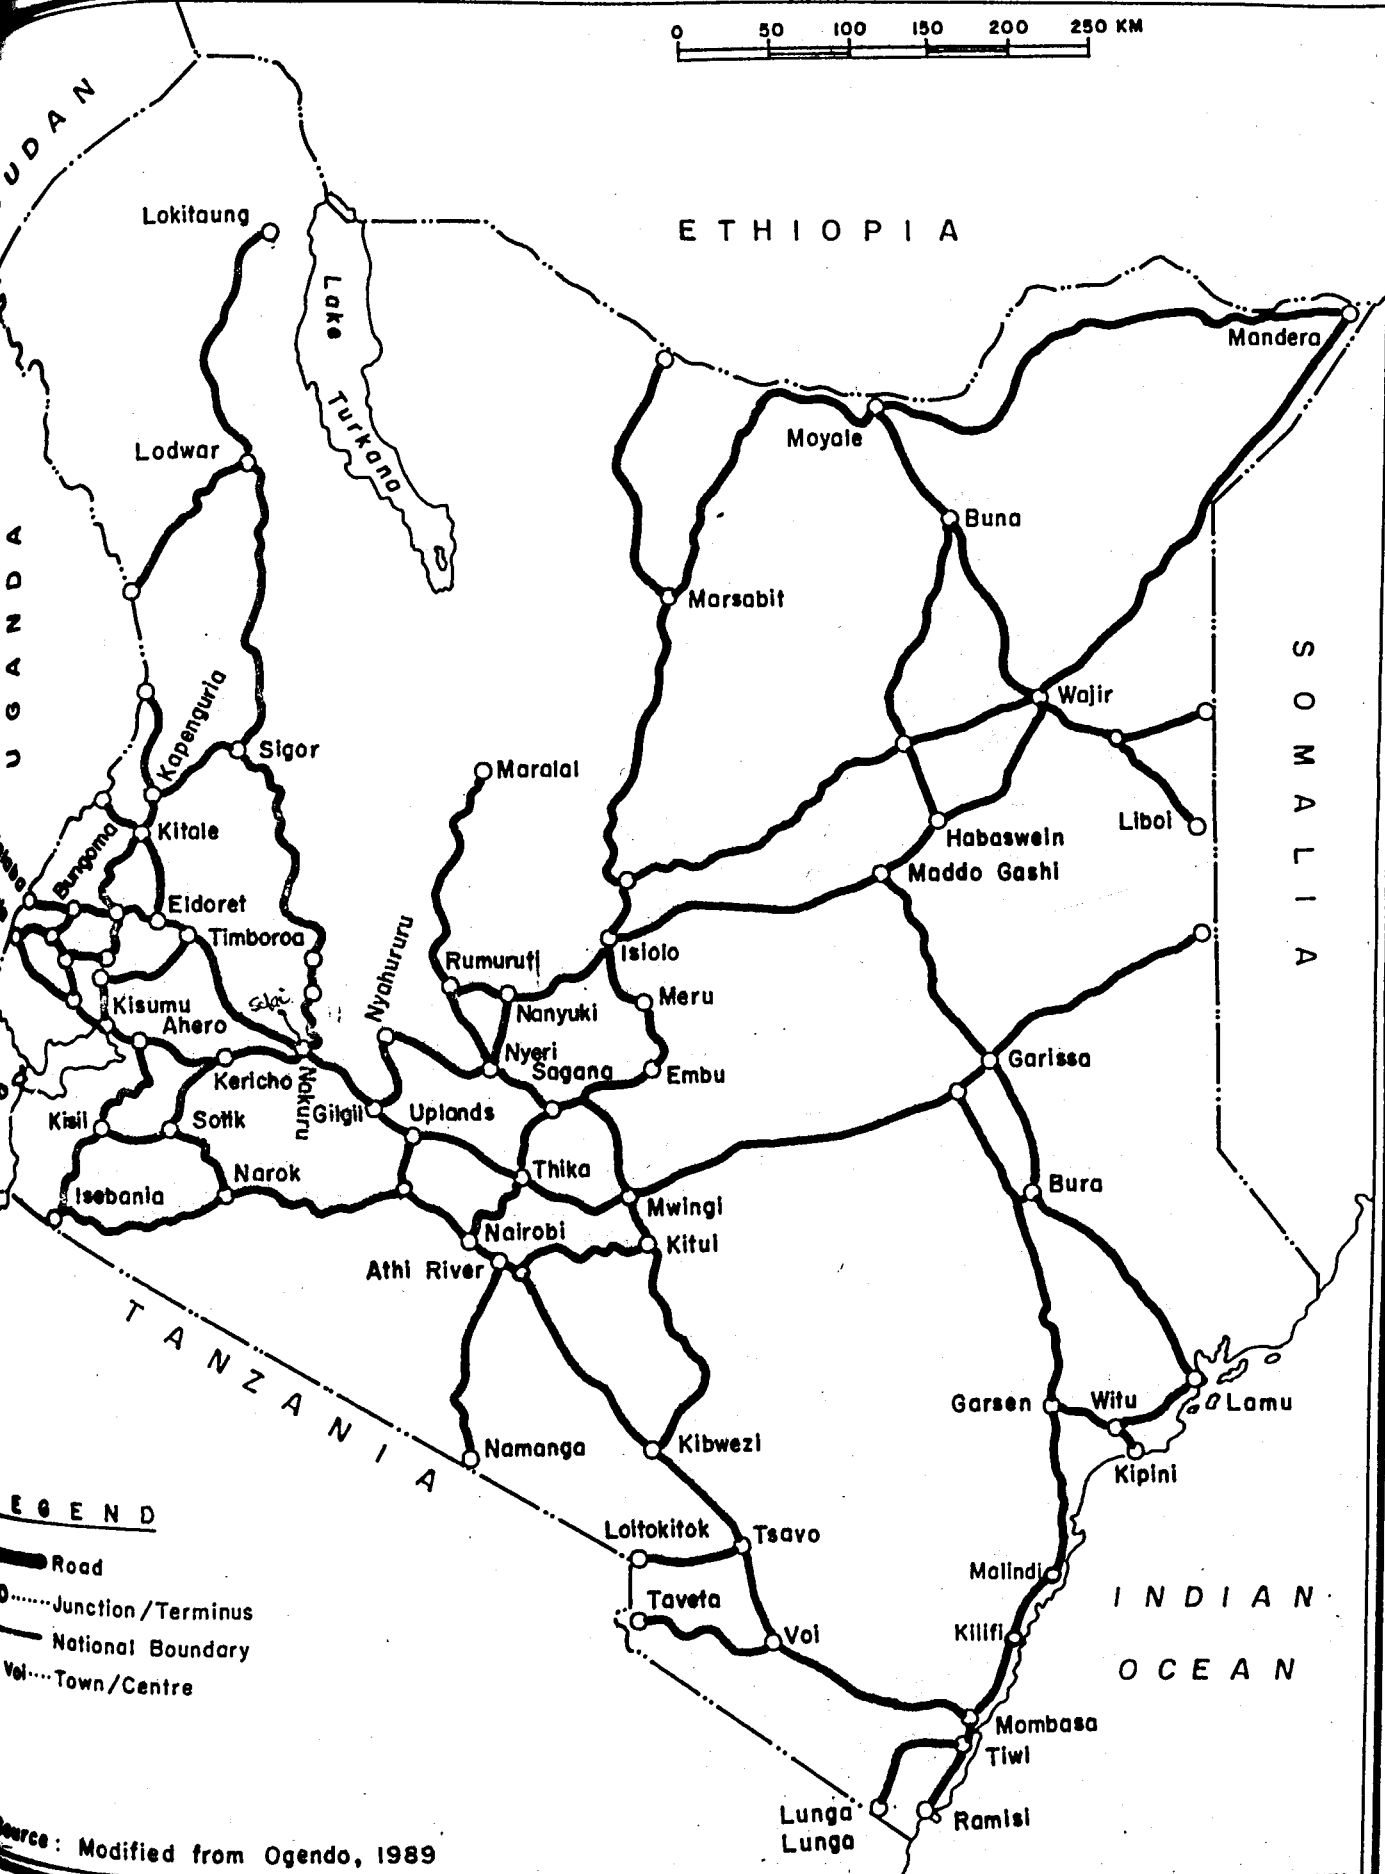 0 50 100 150 200 250 KM
UDAN
ETHIOPIA
Lokitaung
Lake
Turkana
Mandera
Moyale
Lodwar
UGANDA
Buna
Marsabit
SOMALIA
Wajir
Kapenguria
Sigor
Maralal
Liboi
Habaswein
Kitale
Bungoma
Maddo Gashi
Eldoret
Timboroa
Nyahururu
Isiolo
Rumuruti
Meru
Kisumu
Nanyuki
Ahero
Nyeri
Garissa
Sagana
Embu
Kericho
Nakuru
Gilgil
Uplands
Kisii
Sotik
Thika
Narok
Bura
Isebania
Mwingi
Nairobi
Kitui
Athi River
TANZANIA
Garsen
Witu
Lamu
Namanga
Kibwezi
Kipini
EGEND
Loitokitok
Tsavo
Road
Malindi
INDIAN
OCEAN
Junction/Terminus
Taveta
Voi
Kilifi
National Boundary
Voi .... Town/Centre
Mombasa
Tiwi
Lunga
Lunga
Ramisi
Source: Modified from Ogendo, 1989